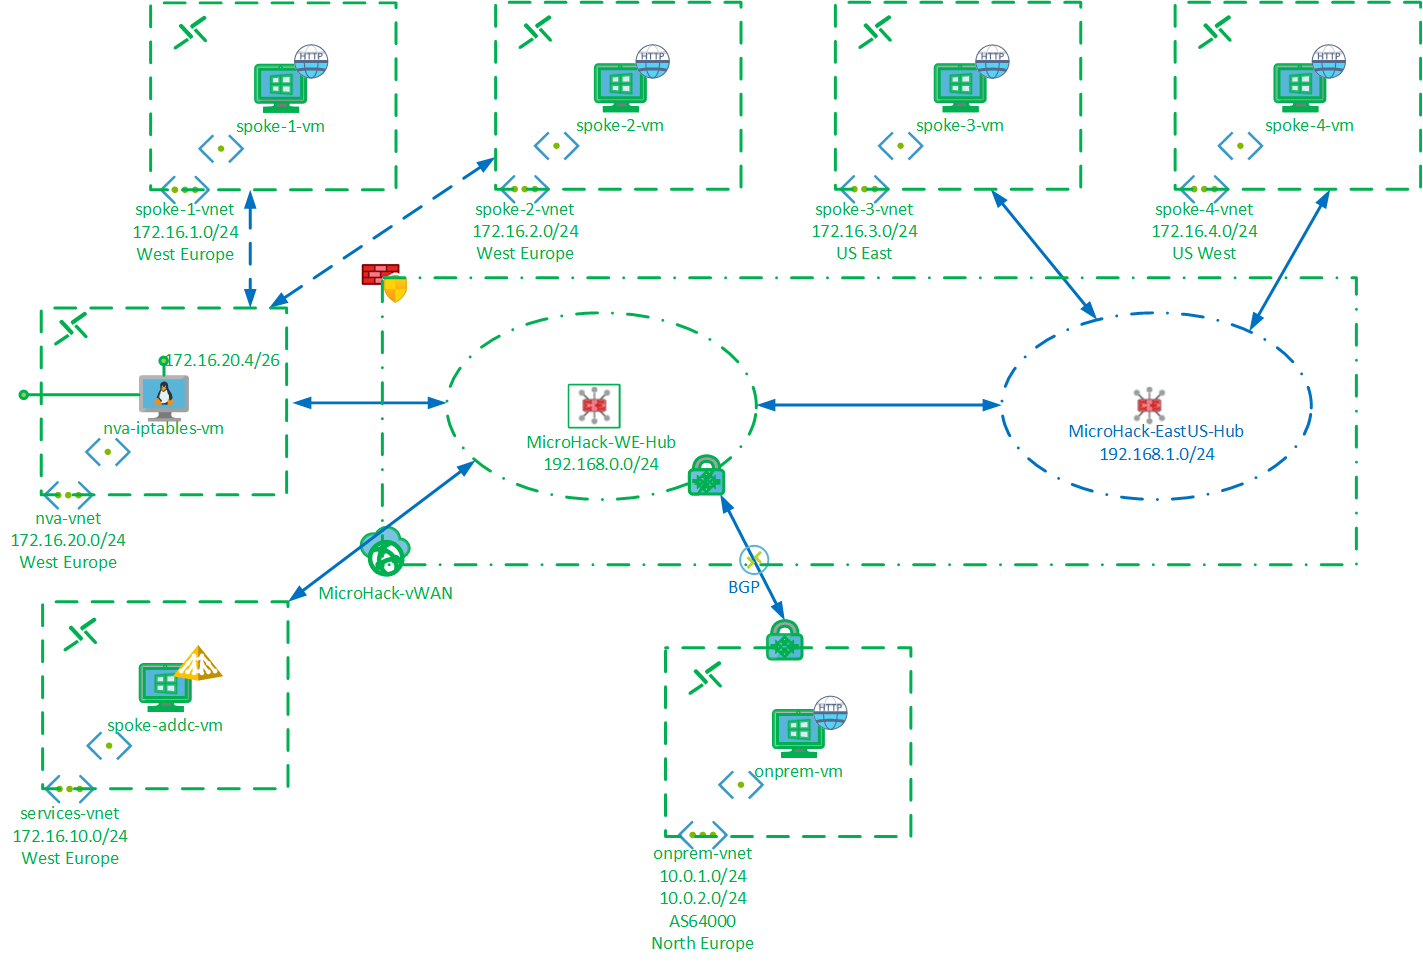 HTTP
spoke-1-vm
spoke-1-vnet
172.16.1.0/24
West Europe
HTTP
spoke-2-vm
spoke-2-vnet
172.16.2.0/24
West Europe
HTTP
spoke-3-vm
spoke-3-vnet
172.16.3.0/24
US East
HTTP
spoke-4-vm
spoke-4-vnet
172.16.4.0/24
US West
172.16.20.4/26
nva-iptables-vm
nva-vnet
172.16.20.0/24
West Europe
MicroHack-WE-Hub
192.168.0.0/24
MicroHack-EastUS-Hub
192.168.1.0/24
MicroHack-vWAN
BGP
spoke-addc-vm
services-vnet
172.16.10.0/24
West Europe
HTTP
onprem-vm
onprem-vnet
10.0.1.0/24
10.0.2.0/24
AS64000
North Europe